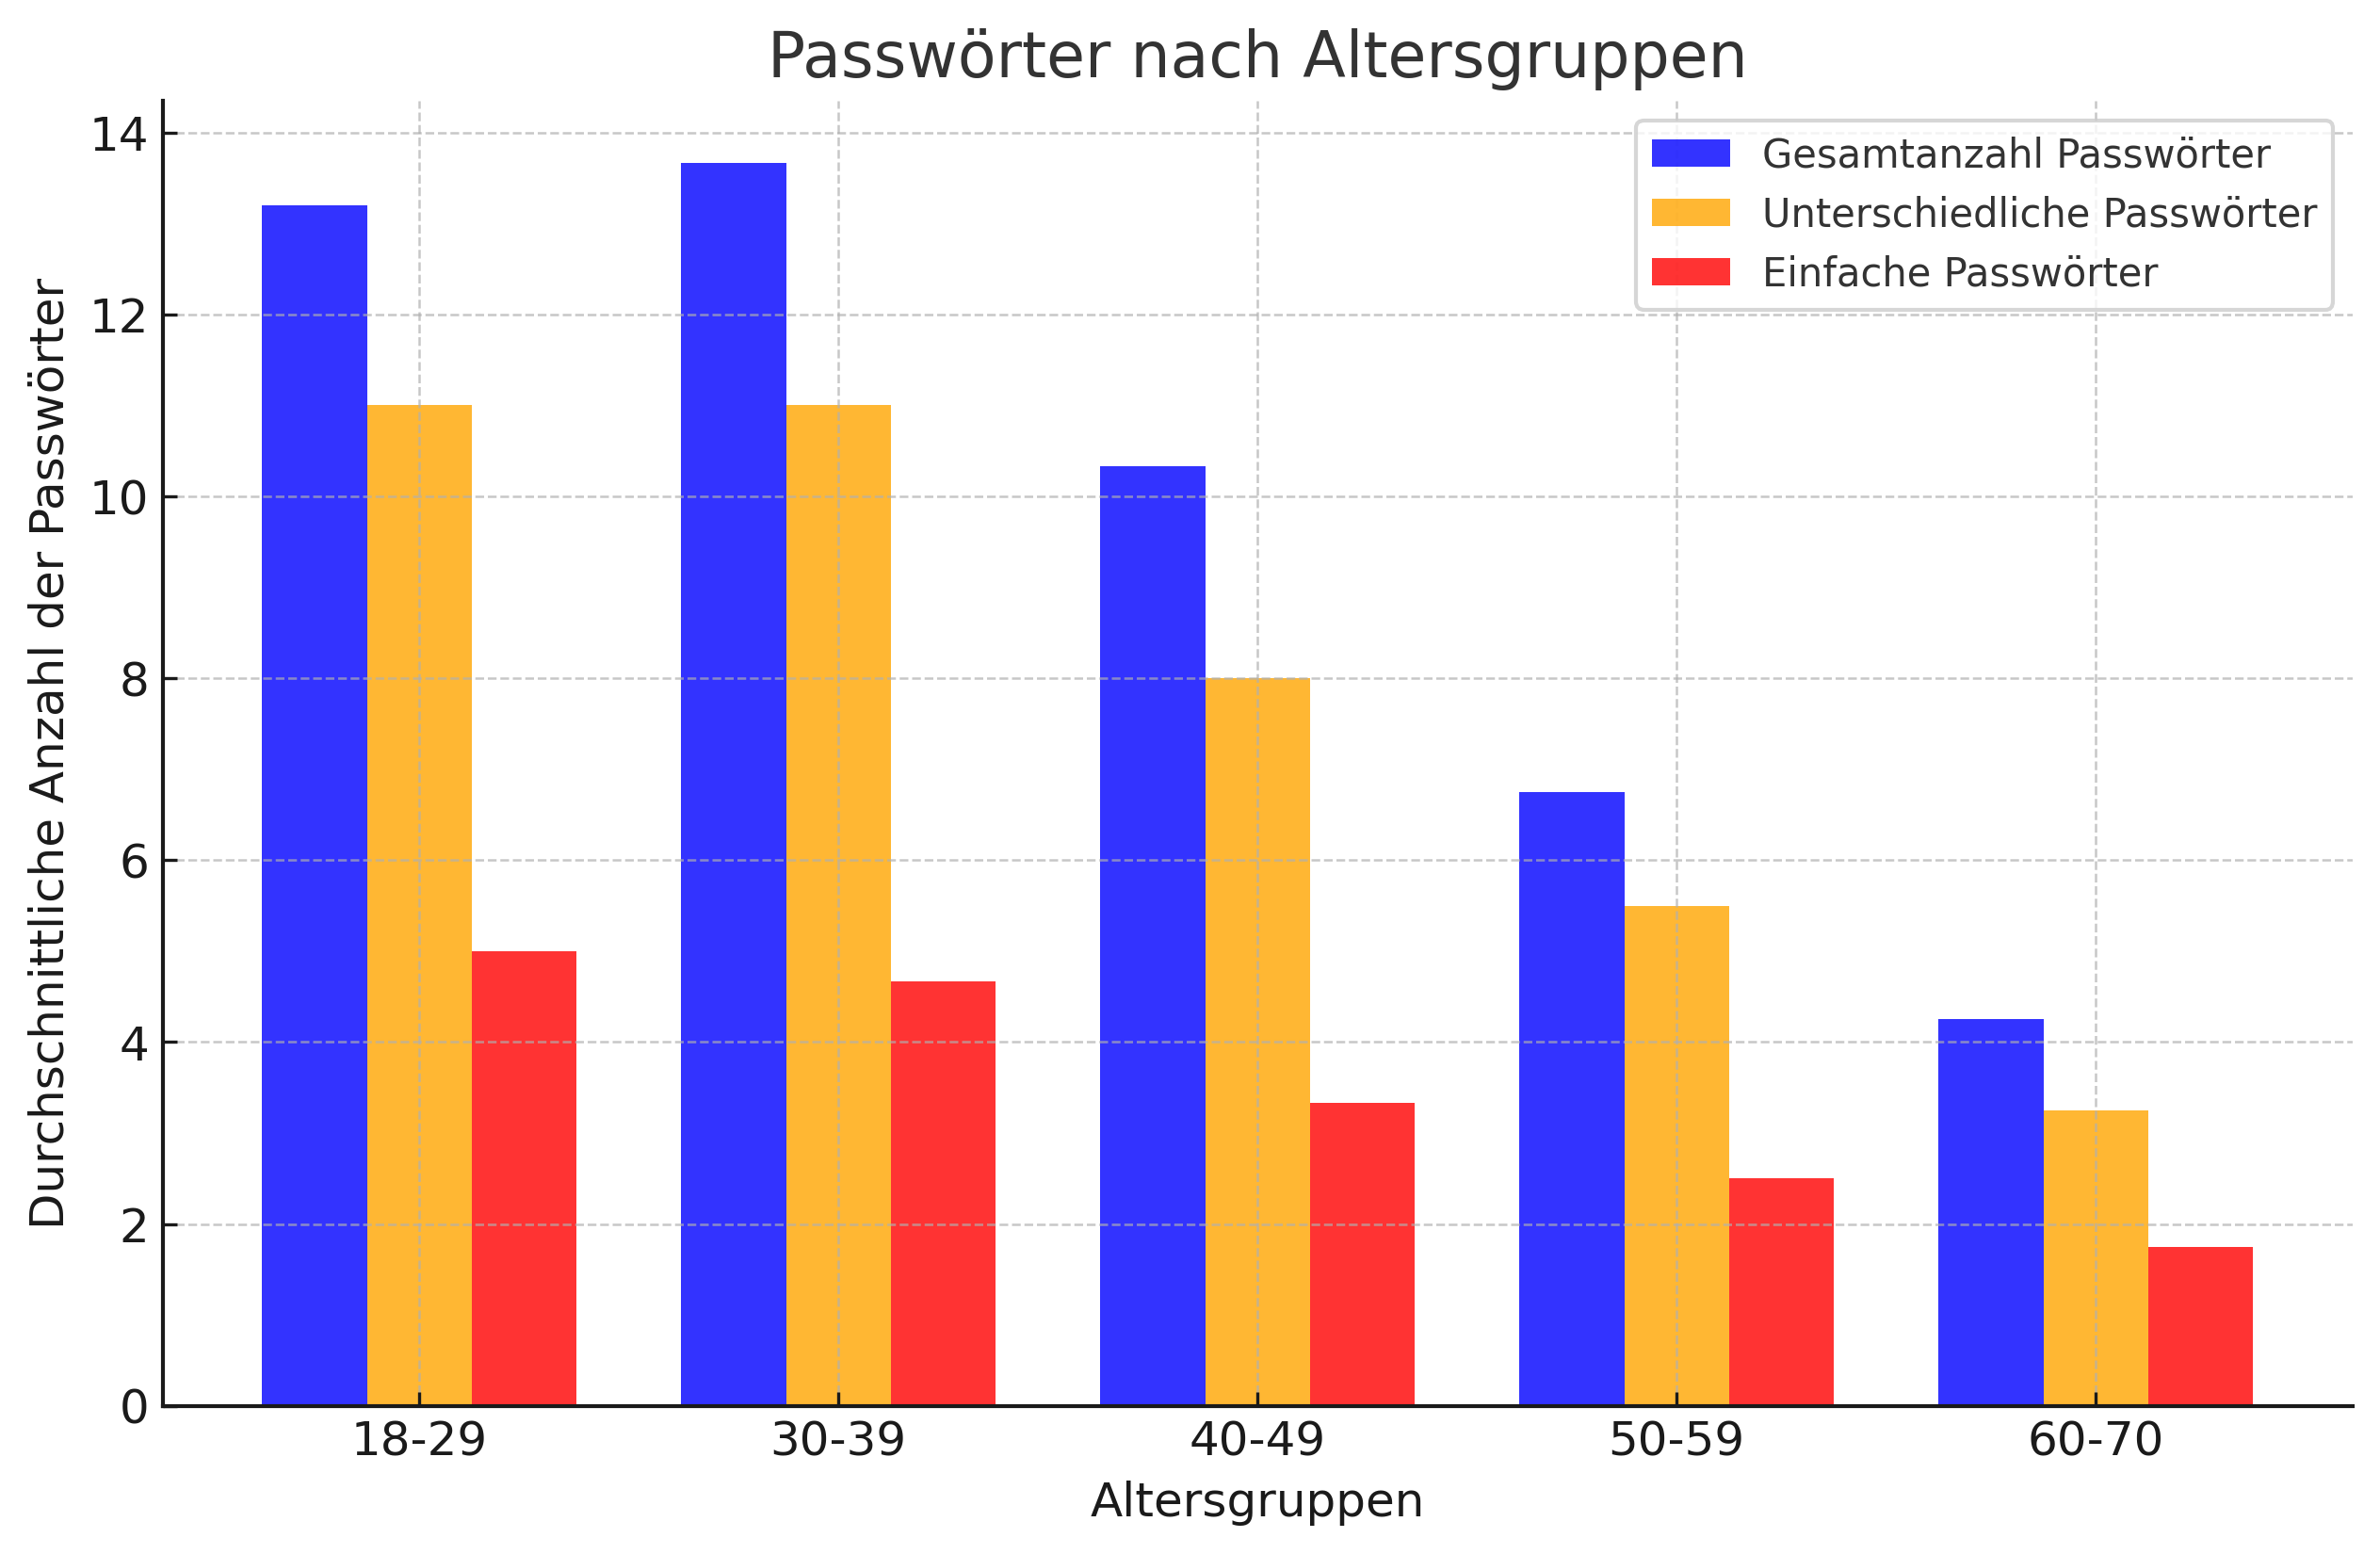 Passwörter nach Altersgruppen
Gesamtanzahl Passwörter
Unterschiedliche Passwörter
Einfache Passwörter
Durchschnittliche Anzahl der Passwörter
14
12
10
8
6
4
2
0
18-29 30-39 40-49 50-59 60-70
Altersgruppen